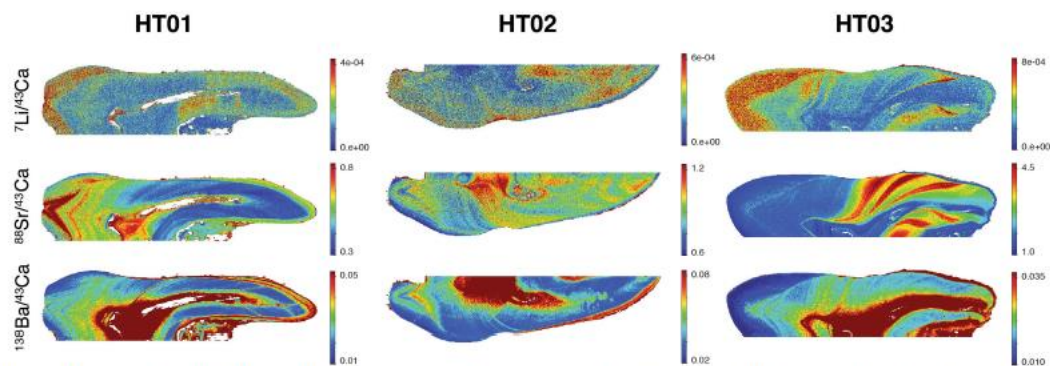 HT01 HT02 HT03
⁷Li/⁴³Ca 4e-04 0.e+00 6e-04 0.e+00 8e-04 0.e+00
⁸⁸Sr/⁴³Ca 0.8 0.3 1.2 0.6 4.5 1.0
¹³⁸Ba/⁴³Ca 0.05 0.01 0.08 0.02 0.035 0.010